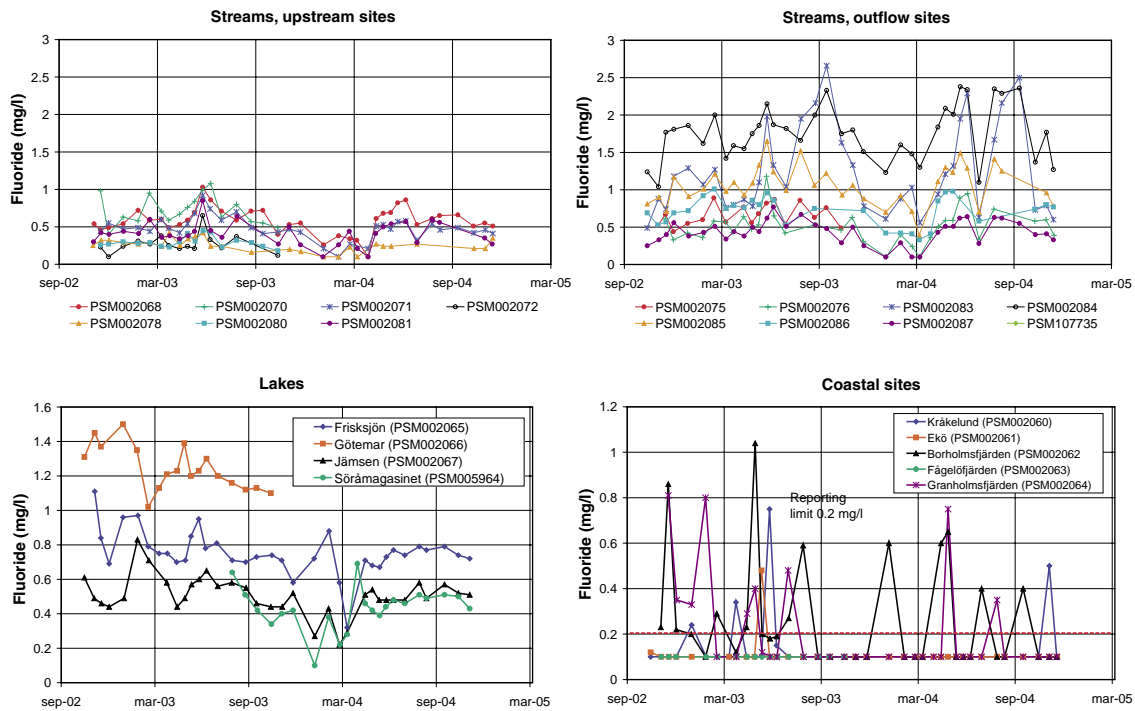 Streams, upstream sites
Fluoride (mg/l)
3
2.5
2
1.5
1
0.5
0
sep-02 mar-03 sep-03 mar-04 sep-04 mar-05
PSM002068 PSM002070 PSM002071 PSM002072
PSM002078 PSM002080 PSM002081
Streams, outflow sites
Fluoride (mg/l)
3
2.5
2
1.5
1
0.5
0
sep-02 mar-03 sep-03 mar-04 sep-04 mar-05
PSM002075 PSM002076 PSM002083 PSM002084
PSM002085 PSM002086 PSM002087 PSM107735
Lakes
Fluoride (mg/l)
1.6
1.4
1.2
1
0.8
0.6
0.4
0.2
0
sep-02 mar-03 sep-03 mar-04 sep-04 mar-05
Frisksjön (PSM002065)
Götemar (PSM002066)
Jämsen (PSM002067)
Söråmagasinet (PSM005964)
Coastal sites
Fluoride (mg/l)
1.2
1
0.8
0.6
0.4
0.2
0
sep-02 mar-03 sep-03 mar-04 sep-04 mar-05
Kråkelund (PSM002060)
Ekö (PSM002061)
Borholmsfjärden (PSM002062
Fågelöfjärden (PSM002063)
Granholmsfjärden (PSM002064)
Reporting
limit 0.2 mg/l